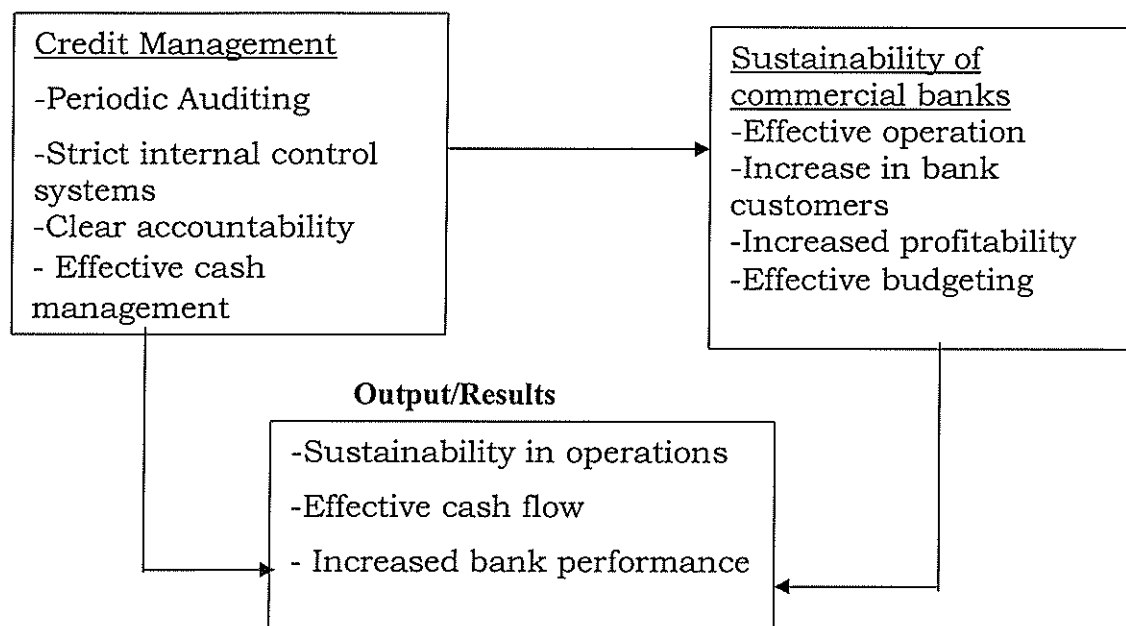 Credit Management
-Periodic Auditing
-Strict internal control
systems
-Clear accountability
- Effective cash
management
Sustainability of
commercial banks
-Effective operation
-Increase in bank
customers
-Increased profitability
-Effective budgeting
Output/Results
-Sustainability in operations
-Effective cash flow
- Increased bank performance